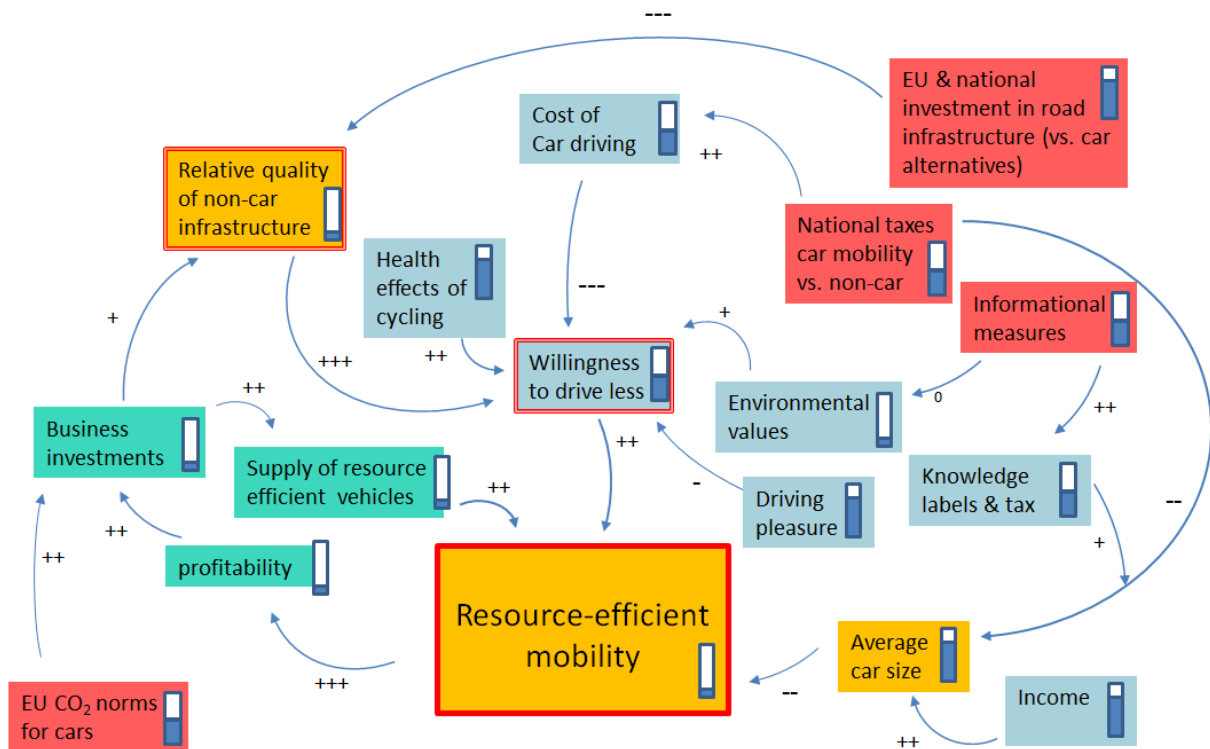 ---
EU & national
investment in road
infrastructure (vs. car
alternatives)
Cost of
Car driving
++
Relative quality
of non-car
infrastructure
National taxes
car mobility
vs. non-car
Health
effects of
cycling
---
Informational
measures
+
+
+++
++
Willingness
to drive less
0
++
++
Environmental
values
++
Business
investments
Supply of resource
efficient vehicles
++
-
Driving
pleasure
Knowledge
labels & tax
--
+
++
++
profitability
Resource-efficient
mobility
Average
car size
+++
--
EU CO₂ norms
for cars
Income
++